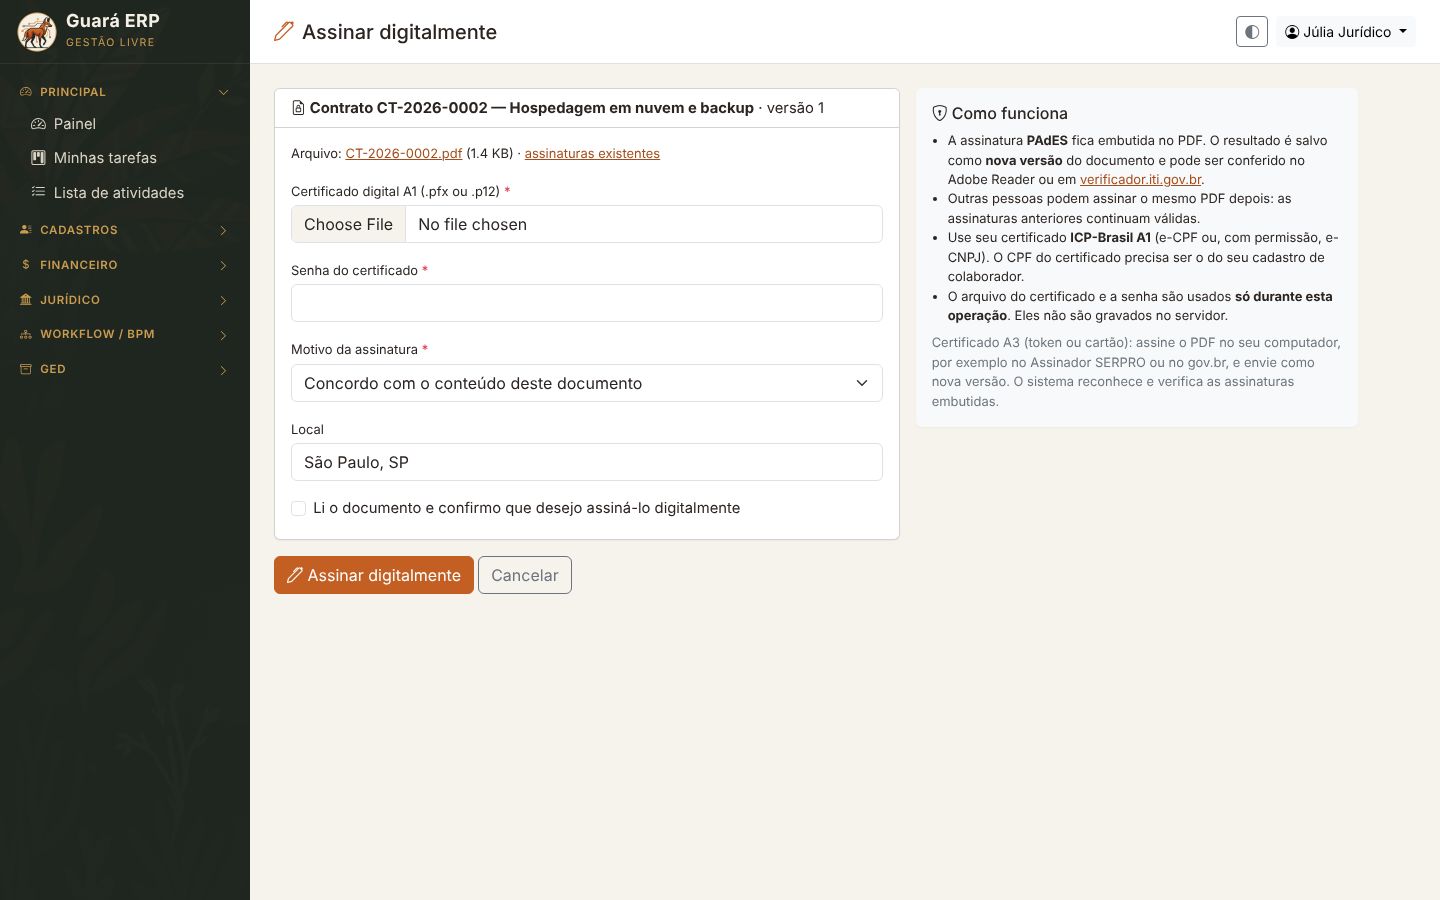 Guará ERP
GESTÃO LIVRE
PRINCIPAL
Painel
Minhas tarefas
Lista de atividades
CADASTROS
FINANCEIRO
JURÍDICO
WORKFLOW / BPM
GED
Assinar digitalmente
Júlia Jurídico
Contrato CT-2026-0002 — Hospedagem em nuvem e backup · versão 1
Arquivo: CT-2026-0002.pdf (1.4 KB) · assinaturas existentes
Certificado digital A1 (.pfx ou .p12) *
Choose File No file chosen
Senha do certificado *
Motivo da assinatura *
Concordo com o conteúdo deste documento
Local
São Paulo, SP
Li o documento e confirmo que desejo assiná-lo digitalmente
Assinar digitalmente
Cancelar
Como funciona
• A assinatura PAdES fica embutida no PDF. O resultado é salvo
como nova versão do documento e pode ser conferido no
Adobe Reader ou em verificador.iti.gov.br.
• Outras pessoas podem assinar o mesmo PDF depois: as
assinaturas anteriores continuam válidas.
• Use seu certificado ICP-Brasil A1 (e-CPF ou, com permissão, e-
CNPJ). O CPF do certificado precisa ser o do seu cadastro de
colaborador.
• O arquivo do certificado e a senha são usados só durante esta
operação. Eles não são gravados no servidor.
Certificado A3 (token ou cartão): assine o PDF no seu computador,
por exemplo no Assinador SERPRO ou no gov.br, e envie como
nova versão. O sistema reconhece e verifica as assinaturas
embutidas.